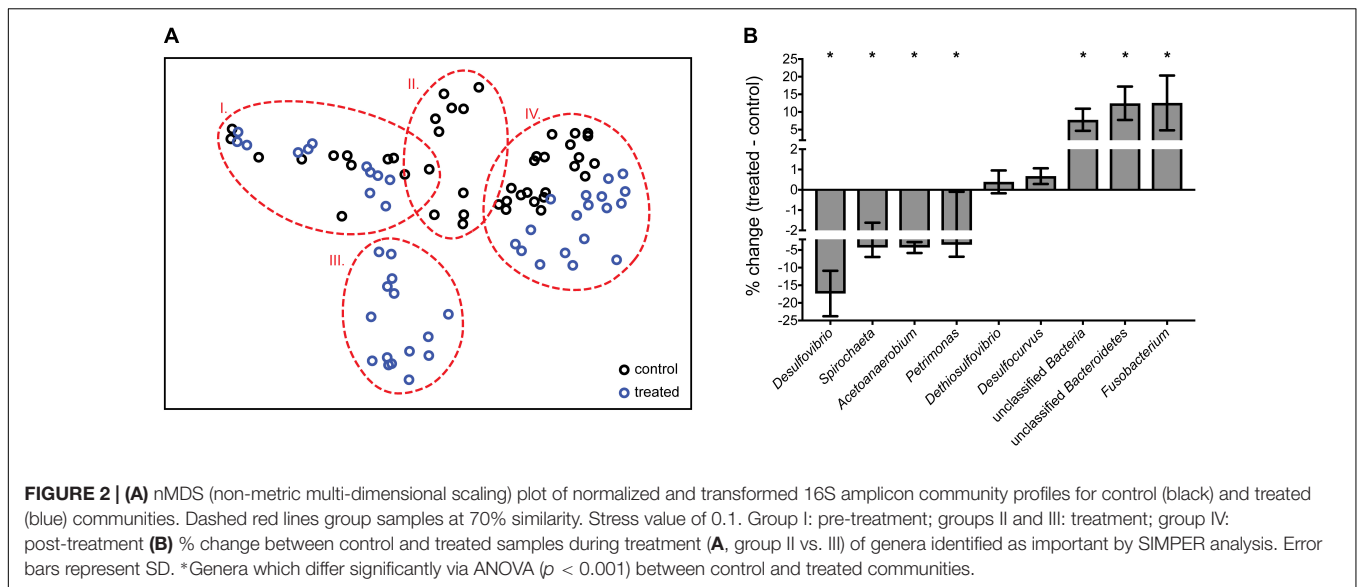 A
I.
II.
III.
IV.
control
treated
B
* * * * * * *
% change (treated - control)
25
20
15
10
5
2
1
0
-1
-2
-5
-10
-15
-20
-25
Desulfovibrio
Spirochaeta
Acetoanaerobium
Petrimonas
Dethiosulfovibrio
Desulfocurvus
unclassified Bacteria
unclassified Bacteroidetes
Fusobacterium
FIGURE 2 | (A) nMDS (non-metric multi-dimensional scaling) plot of normalized and transformed 16S amplicon community profiles for control (black) and treated
(blue) communities. Dashed red lines group samples at 70% similarity. Stress value of 0.1. Group I: pre-treatment; groups II and III: treatment; group IV:
post-treatment (B) % change between control and treated samples during treatment (A, group II vs. III) of genera identified as important by SIMPER analysis. Error
bars represent SD. *Genera which differ significantly via ANOVA (p < 0.001) between control and treated communities.